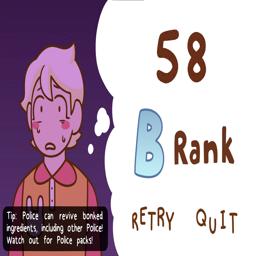 58
B Rank
RETRY QUIT
Tip: Police can revive bonked
ingredients, including other Police!
Watch out for Police packs!